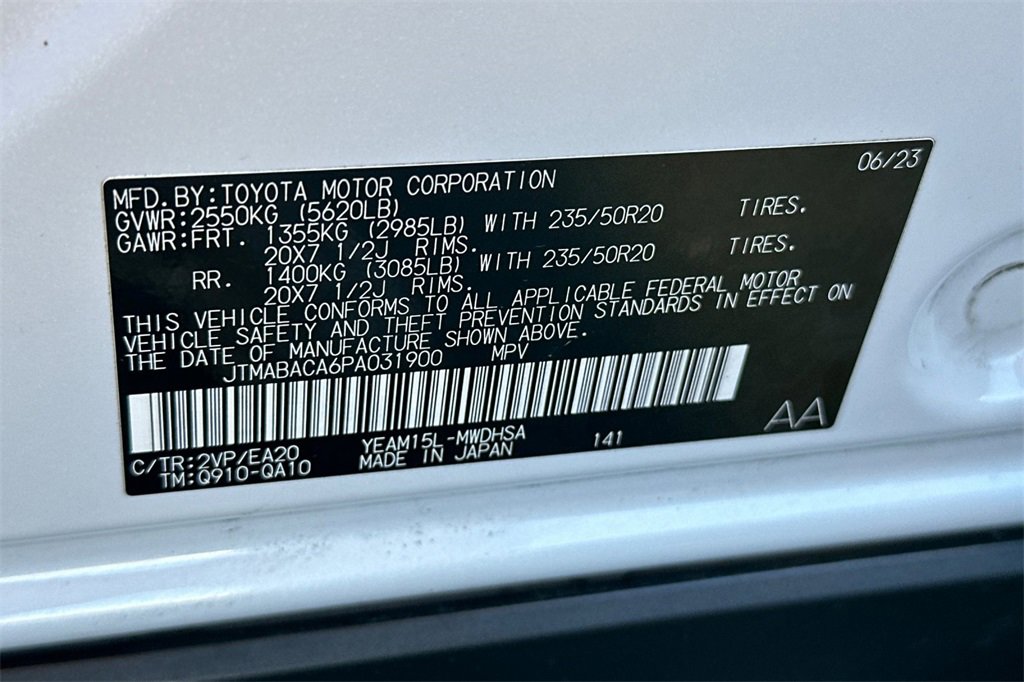 06/23
MFD.BY:TOYOTA MOTOR CORPORATION
GVWR:2550KG (5620LB)
GAWR:FRT. 1355KG (2985LB) WITH 235/50R20 TIRES.
20X7 1/2J RIMS.
RR. 1400KG (3085LB) WITH 235/50R20 TIRES.
20X7 1/2J RIMS.
THIS VEHICLE CONFORMS TO ALL APPLICABLE FEDERAL MOTOR
VEHICLE SAFETY AND THEFT PREVENTION STANDARDS IN EFFECT ON
THE DATE OF MANUFACTURE SHOWN ABOVE.
JTMABACA6PA031900 MPV
AA
C/TR:2VP/EA20 YEAM15L-MWDHSA 141
TM:Q910-QA10 MADE IN JAPAN